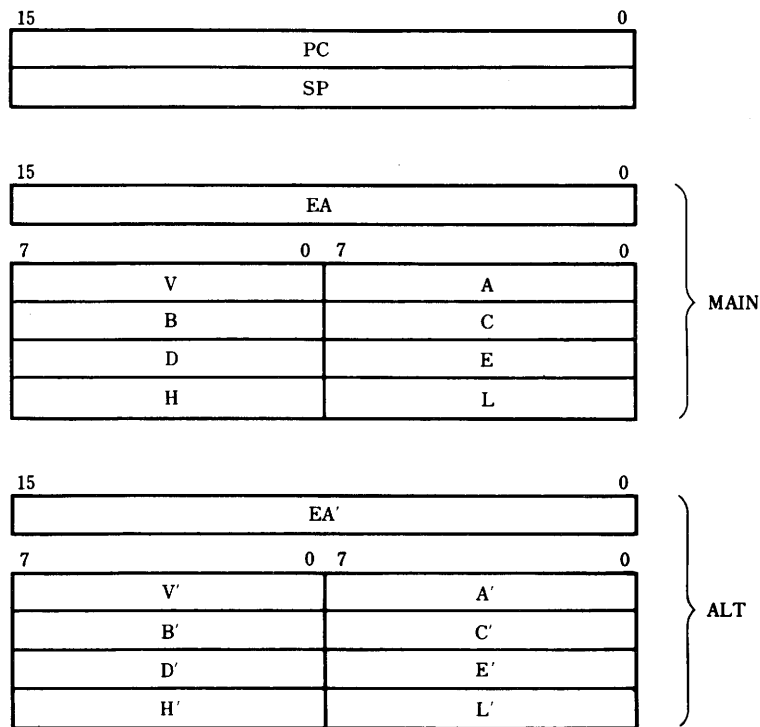 15 0
PC
SP
15 0
EA
7 0 7 0
V A
B C
D E
H L
MAIN
15 0
EA′
7 0 7 0
V′ A′
B′ C′
D′ E′
H′ L′
ALT